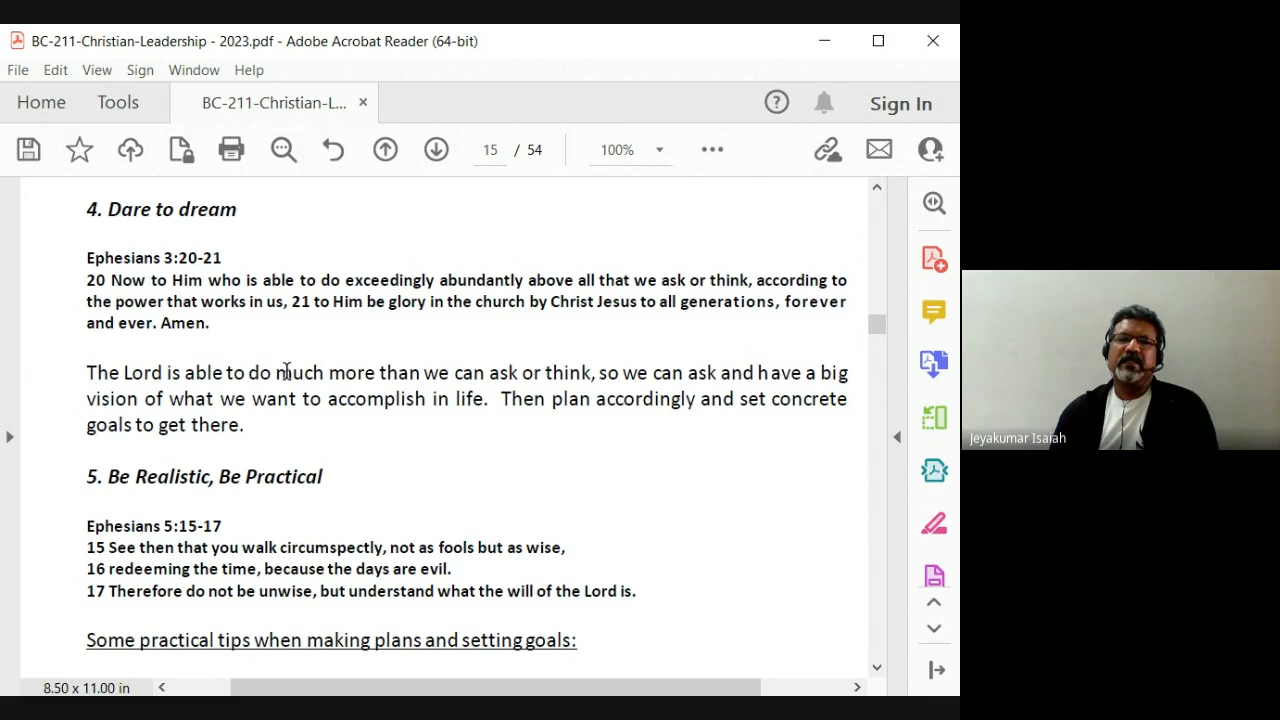 BC-211-Christian-Leadership - 2023.pdf - Adobe Acrobat Reader (64-bit)
File Edit View Sign Window Help
Home Tools BC-211-Christian-L... × Sign In
15 / 54 100%
4. Dare to dream
Ephesians 3:20-21
20 Now to Him who is able to do exceedingly abundantly above all that we ask or think, according to
the power that works in us, 21 to Him be glory in the church by Christ Jesus to all generations, forever
and ever. Amen.
The Lord is able to do much more than we can ask or think, so we can ask and have a big
vision of what we want to accomplish in life. Then plan accordingly and set concrete
goals to get there.
5. Be Realistic, Be Practical
Ephesians 5:15-17
15 See then that you walk circumspectly, not as fools but as wise,
16 redeeming the time, because the days are evil.
17 Therefore do not be unwise, but understand what the will of the Lord is.
Some practical tips when making plans and setting goals:
8.50 x 11.00 in
Jeyakumar Isaiah